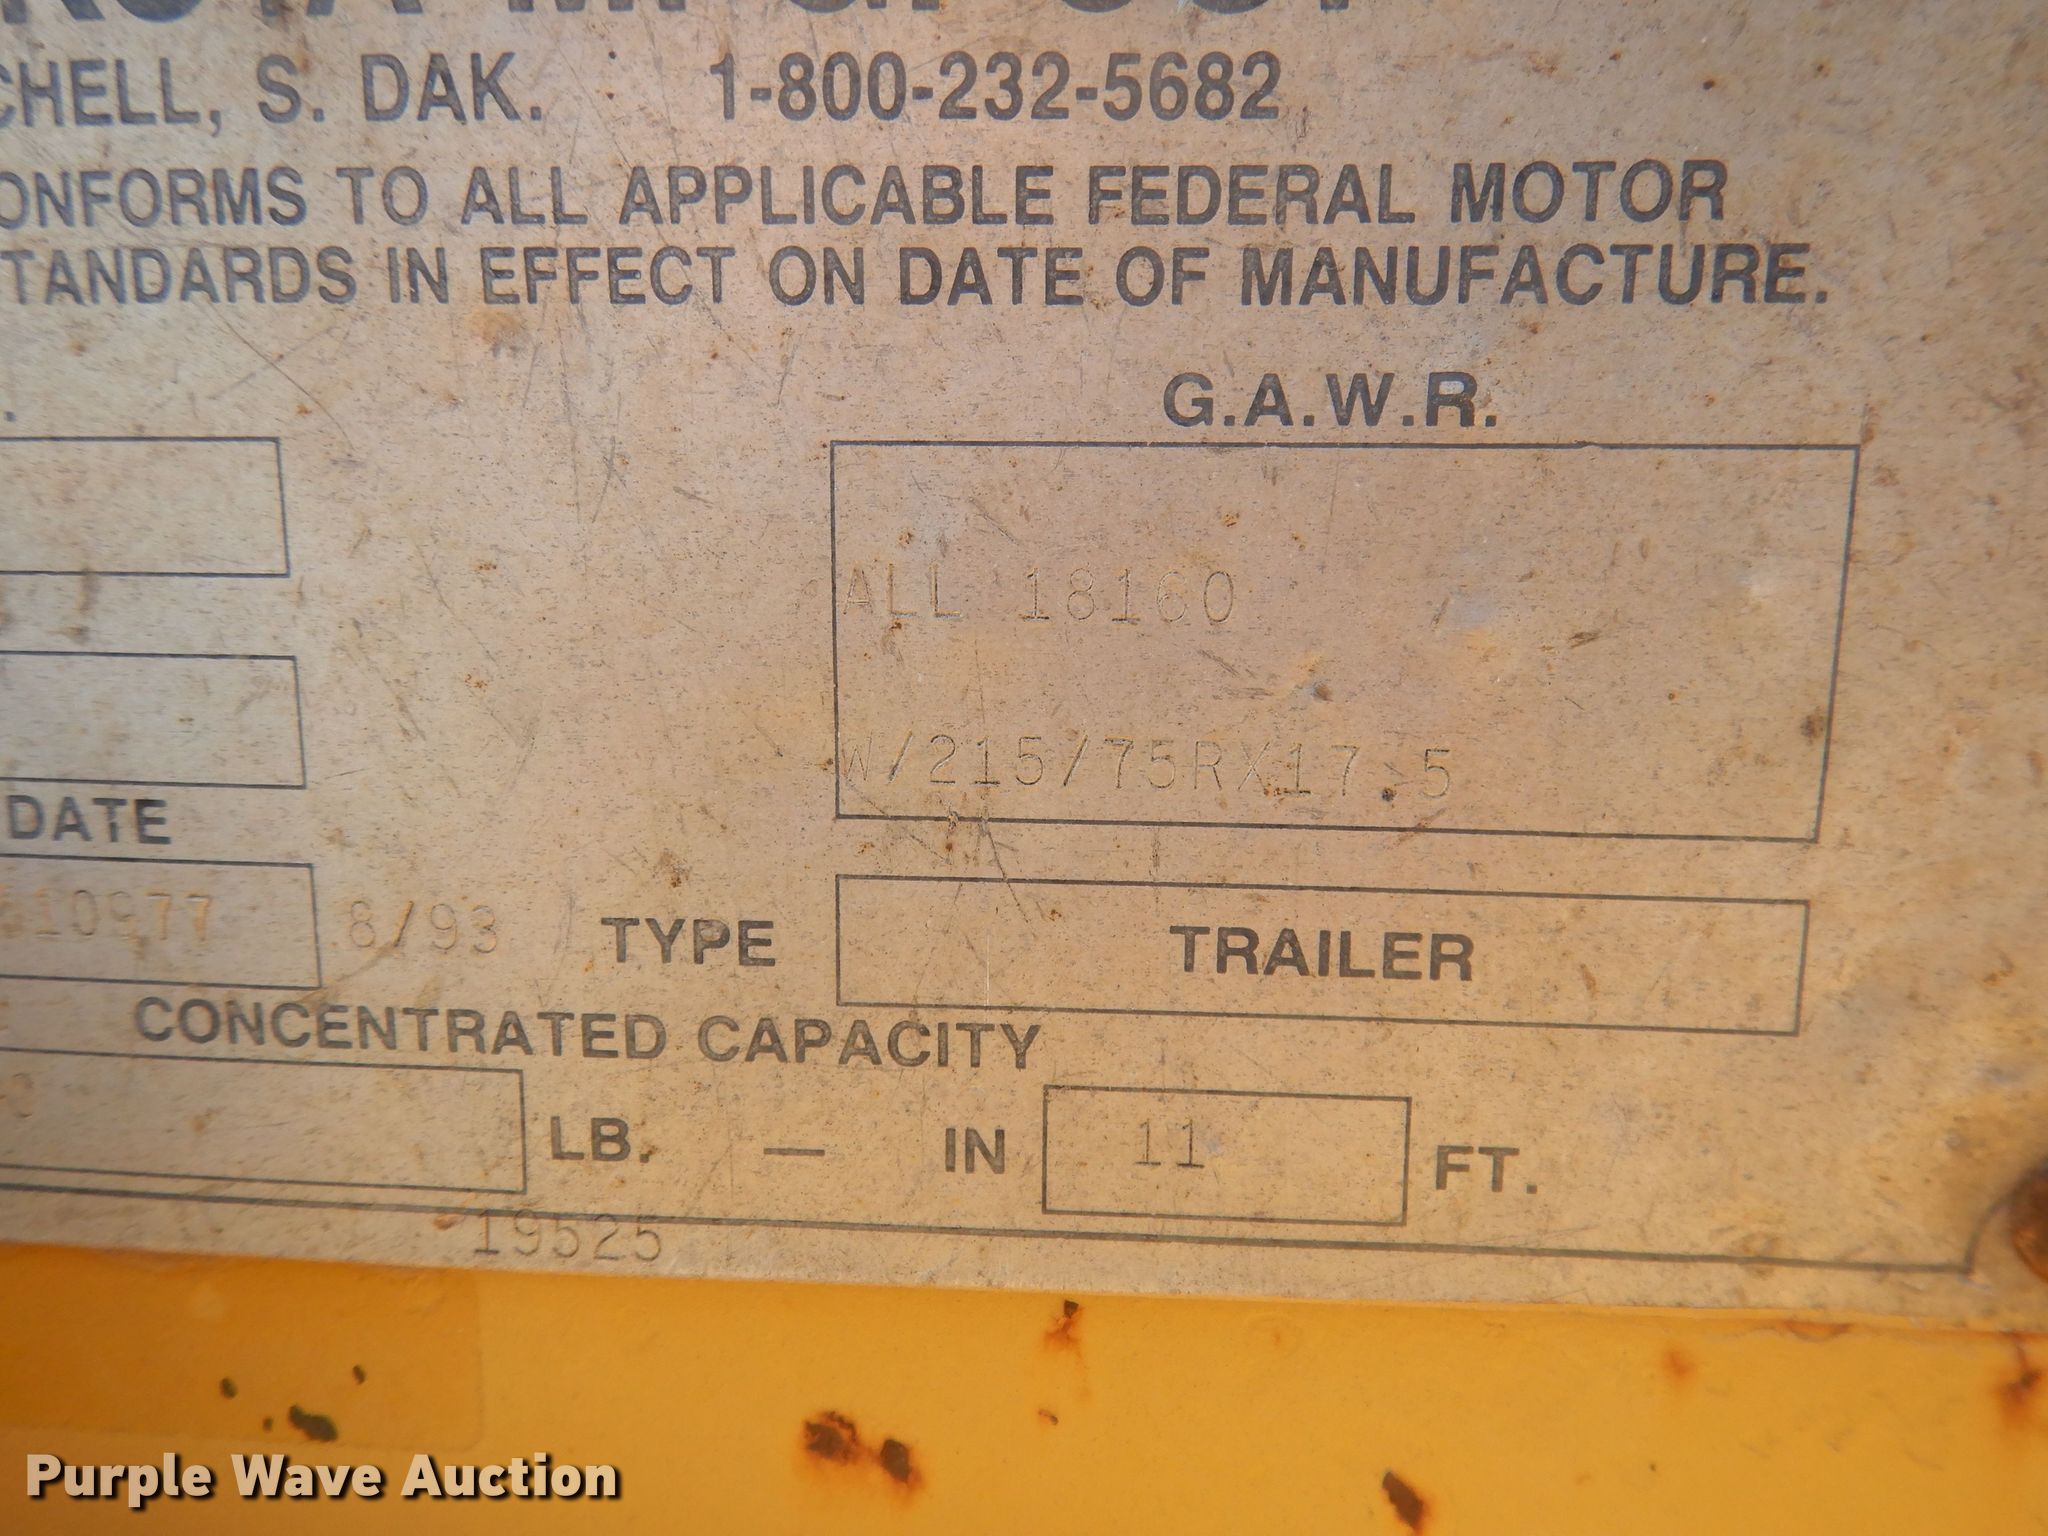 CHELL, S. DAK. 1-800-232-5682
ONFORMS TO ALL APPLICABLE FEDERAL MOTOR
TANDARDS IN EFFECT ON DATE OF MANUFACTURE.
G.A.W.R.
ALL 18160
W/215/75RX17.5
DATE
10977 8/93 TYPE TRAILER
CONCENTRATED CAPACITY
LB. — IN 11 FT.
19525
Purple Wave Auction